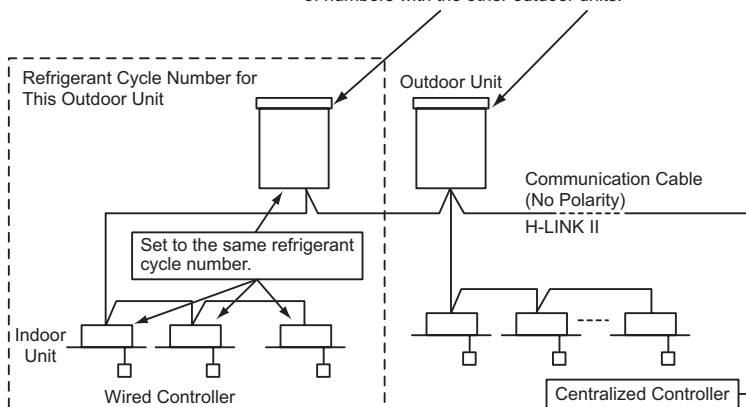 of numbers with the other outdoor units.
Refrigerant Cycle Number for
This Outdoor Unit
Outdoor Unit
Communication Cable
(No Polarity)
H-LINK II
Set to the same refrigerant
cycle number.
Indoor
Unit
Wired Controller
Centralized Controller